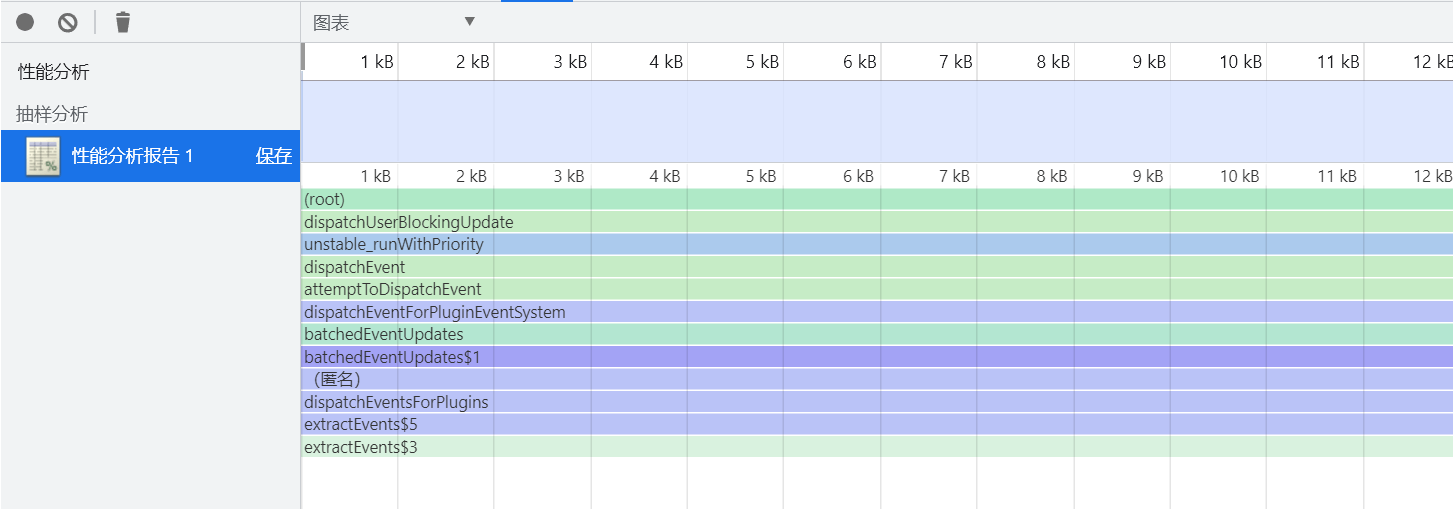 图表
性能分析
抽样分析
性能分析报告 1 保存
1 kB 2 kB 3 kB 4 kB 5 kB 6 kB 7 kB 8 kB 9 kB 10 kB 11 kB 12 kB
1 kB 2 kB 3 kB 4 kB 5 kB 6 kB 7 kB 8 kB 9 kB 10 kB 11 kB 12 kB
(root)
dispatchUserBlockingUpdate
unstable_runWithPriority
dispatchEvent
attemptToDispatchEvent
dispatchEventForPluginEventSystem
batchedEventUpdates
batchedEventUpdates$1
（匿名）
dispatchEventsForPlugins
extractEvents$5
extractEvents$3